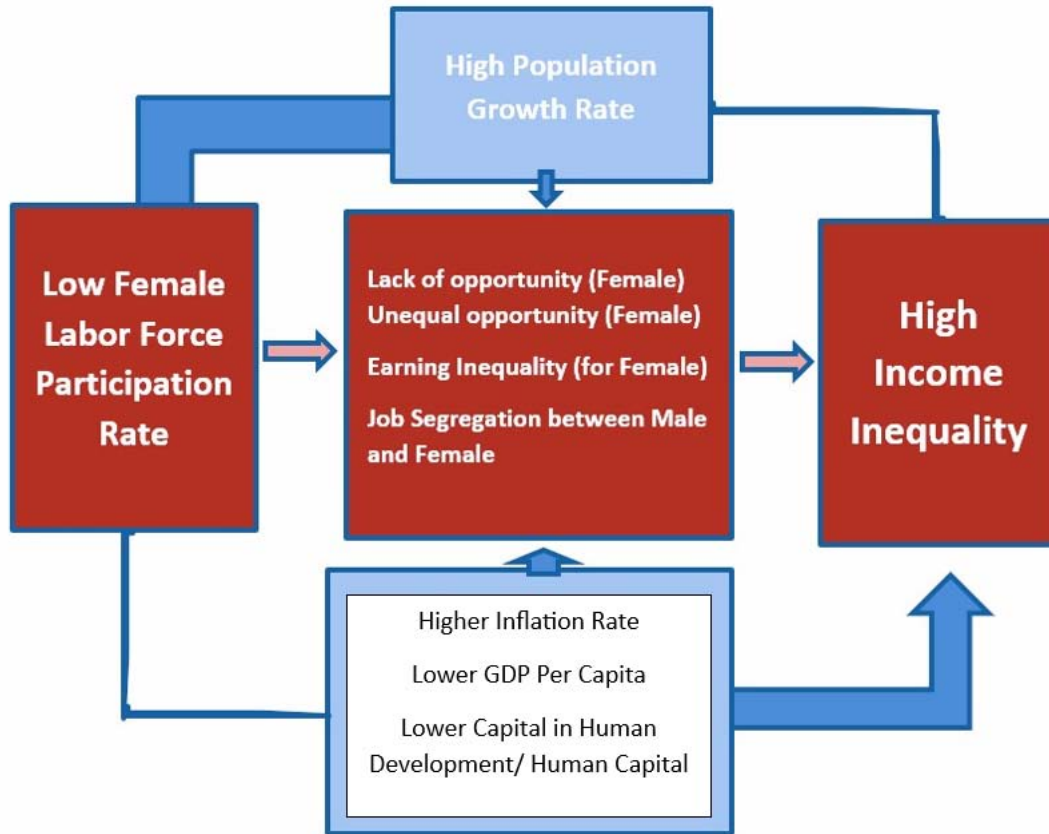 High Population
Growth Rate
Low Female
Labor Force
Participation
Rate
Lack of opportunity (Female)
Unequal opportunity (Female)
Earning Inequality (for Female)
Job Segregation between Male
and Female
High
Income
Inequality
Higher Inflation Rate
Lower GDP Per Capita
Lower Capital in Human
Development/ Human Capital